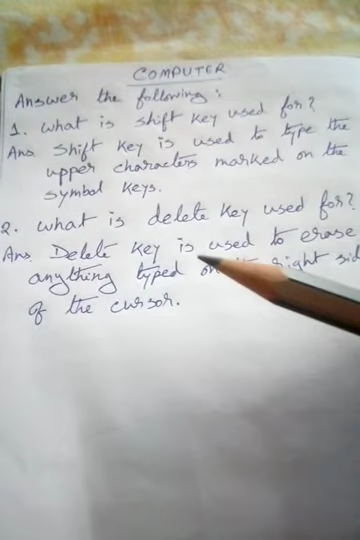 COMPUTER
Answer the following:
1. What is shift key used for?
Ans Shift key is used to type the
upper characters marked on the
symbol keys.
2. What is delete key used for?
Ans. Delete key is used to erase
anything typed on right
of the cursor.